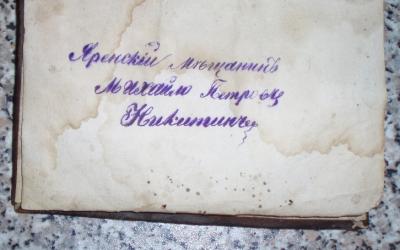 Яренскій мѣщанинъ
Михайло Петровъ
Никитинъ